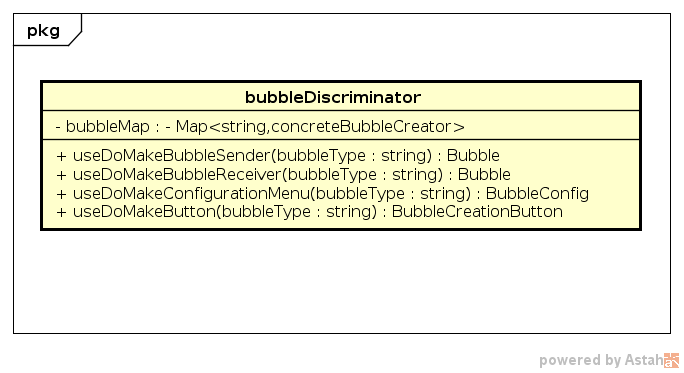 pkg
bubbleDiscriminator
- bubbleMap : - Map<string,concreteBubbleCreator>
+ useDoMakeBubbleSender(bubbleType : string) : Bubble
+ useDoMakeBubbleReceiver(bubbleType : string) : Bubble
+ useDoMakeConfigurationMenu(bubbleType : string) : BubbleConfig
+ useDoMakeButton(bubbleType : string) : BubbleCreationButton
powered by Astah